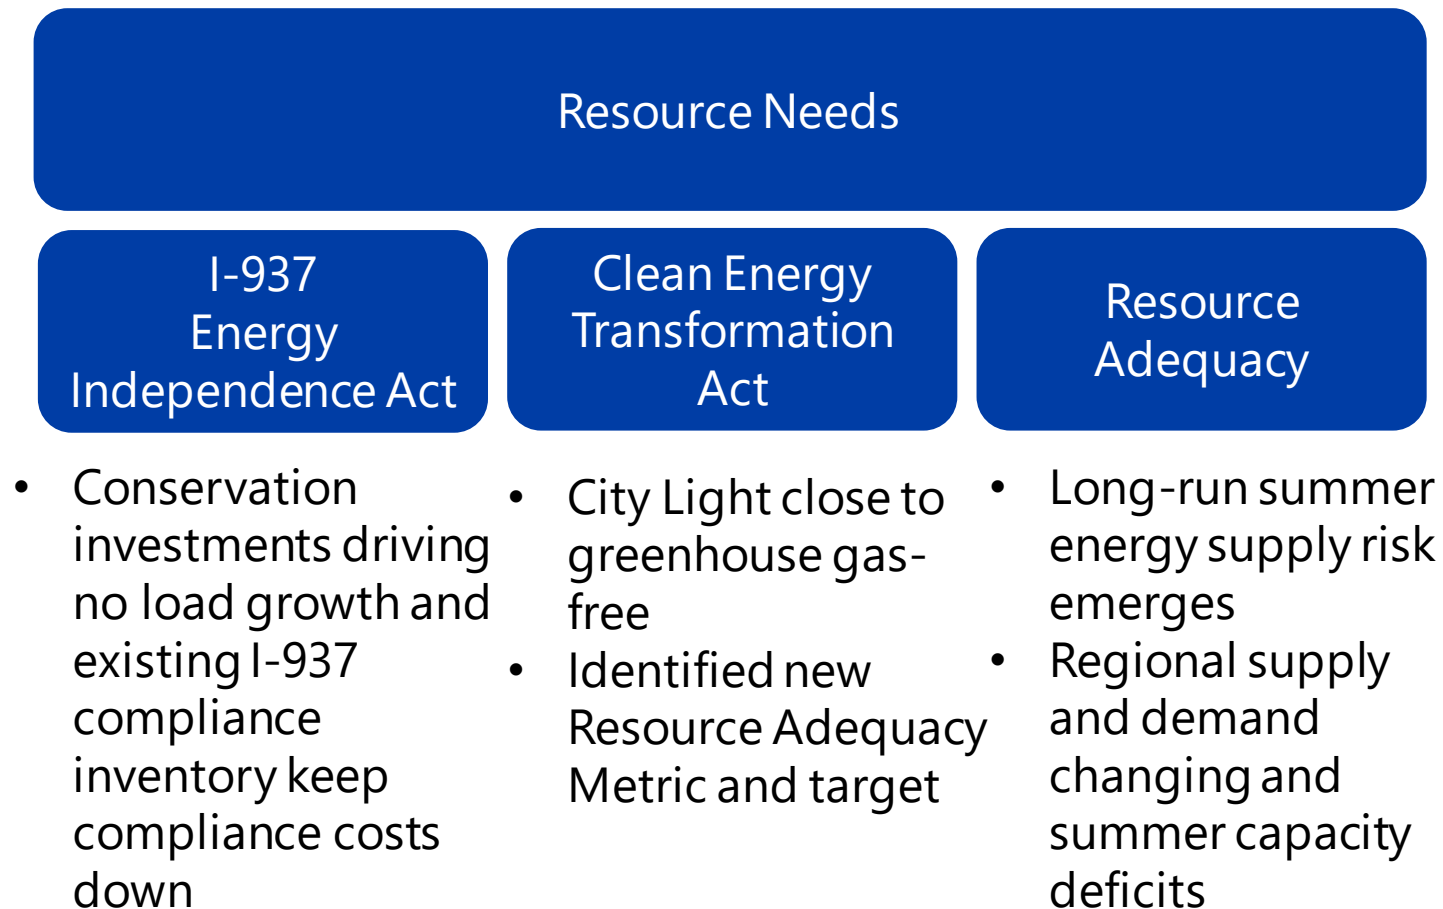 Resource Needs
I-937
Energy
Independence Act
Clean Energy
Transformation
Act
Resource
Adequacy
• Conservation
investments driving
no load growth and
existing I-937
compliance
inventory keep
compliance costs
down
• City Light close to
greenhouse gas-
free
• Identified new
Resource Adequacy
Metric and target
• Long-run summer
energy supply risk
emerges
• Regional supply
and demand
changing and
summer capacity
deficits